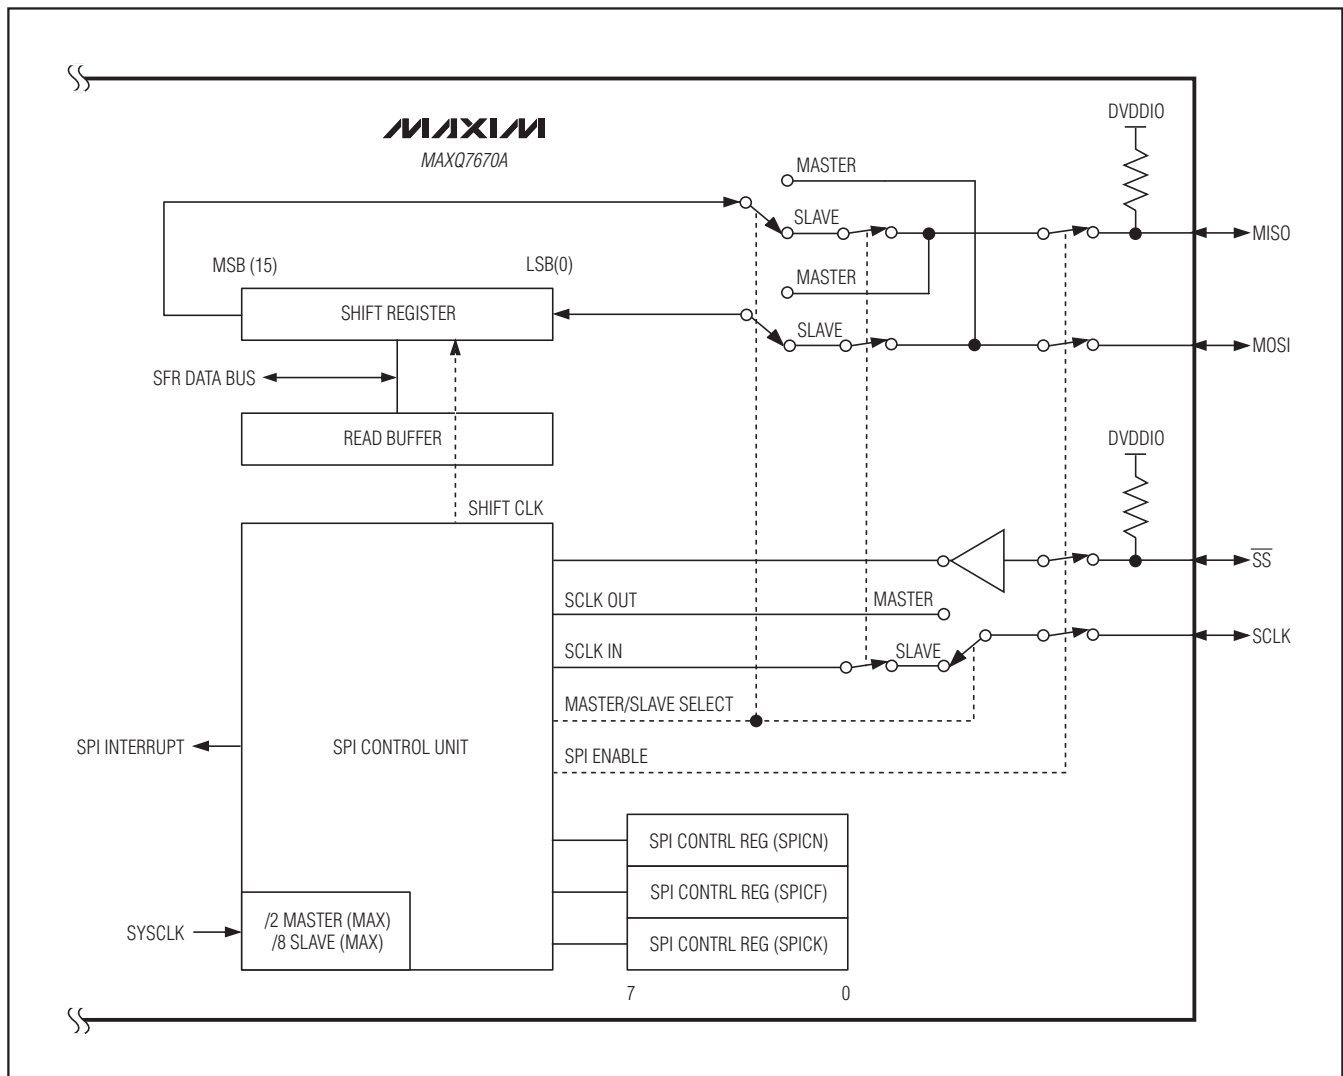 MAXIM
MAXQ7670A
DVDDIO
MASTER
SLAVE
MISO
MSB (15)
LSB(0)
MASTER
SHIFT REGISTER
SLAVE
MOSI
SFR DATA BUS
READ BUFFER
DVDDIO
SHIFT CLK
SS
SCLK OUT
MASTER
SCLK IN
SLAVE
SCLK
MASTER/SLAVE SELECT
SPI INTERRUPT
SPI CONTROL UNIT
SPI ENABLE
SPI CONTRL REG (SPICN)
SPI CONTRL REG (SPICF)
SYSCLK
/2 MASTER (MAX)
/8 SLAVE (MAX)
SPI CONTRL REG (SPICK)
7
0